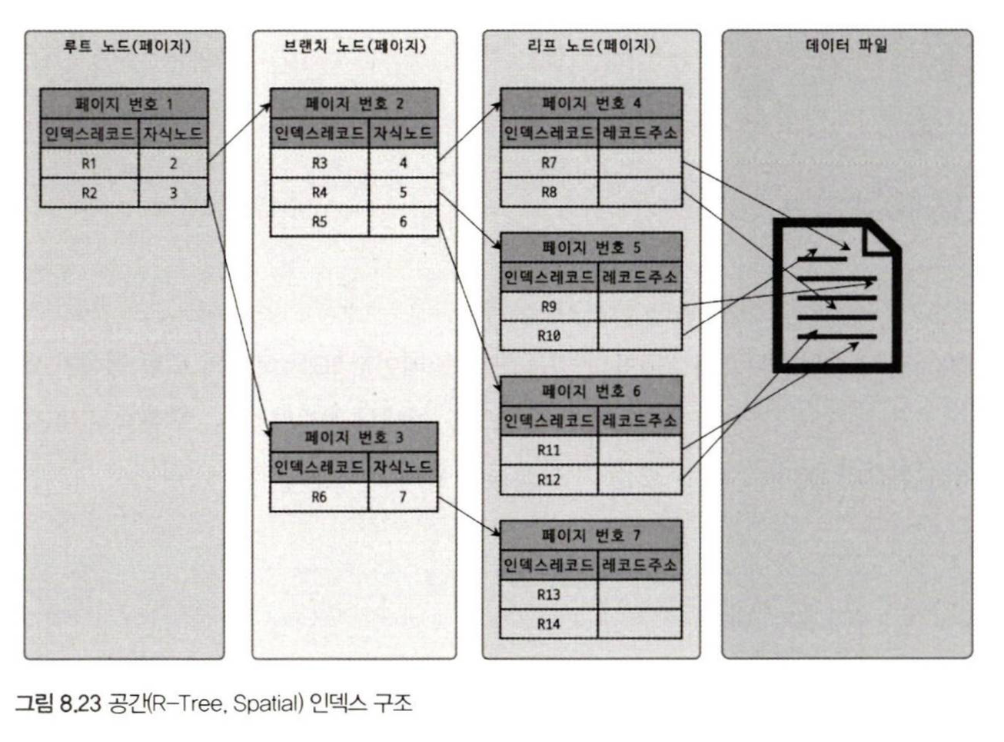 루트 노드(페이지)
페이지 번호 1
인덱스레코드 자식노드
R1 2
R2 3
브랜치 노드(페이지)
페이지 번호 2
인덱스레코드 자식노드
R3 4
R4 5
R5 6
페이지 번호 3
인덱스레코드 자식노드
R6 7
리프 노드(페이지)
페이지 번호 4
인덱스레코드 레코드주소
R7
R8
페이지 번호 5
인덱스레코드 레코드주소
R9
R10
페이지 번호 6
인덱스레코드 레코드주소
R11
R12
페이지 번호 7
인덱스레코드 레코드주소
R13
R14
데이터 파일
그림 8.23 공간(R-Tree, Spatial) 인덱스 구조